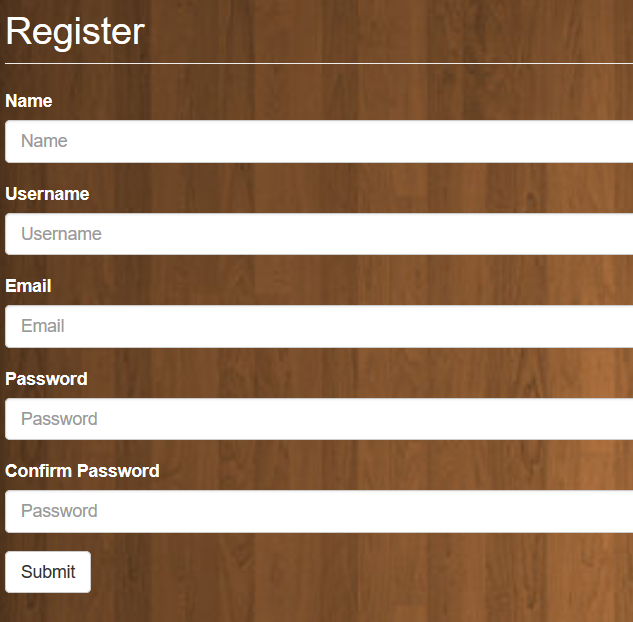 Register
Name
Name
Username
Username
Email
Email
Password
Password
Confirm Password
Password
Submit